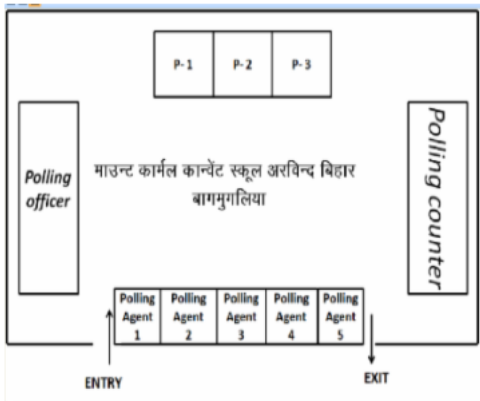 P-1 P-2 P-3
Polling officer
माउन्ट कार्मल कान्वेंट स्कूल अरविन्द बिहार
बागमुगलिया
Polling counter
Polling Agent 1
Polling Agent 2
Polling Agent 3
Polling Agent 4
Polling Agent 5
ENTRY
EXIT